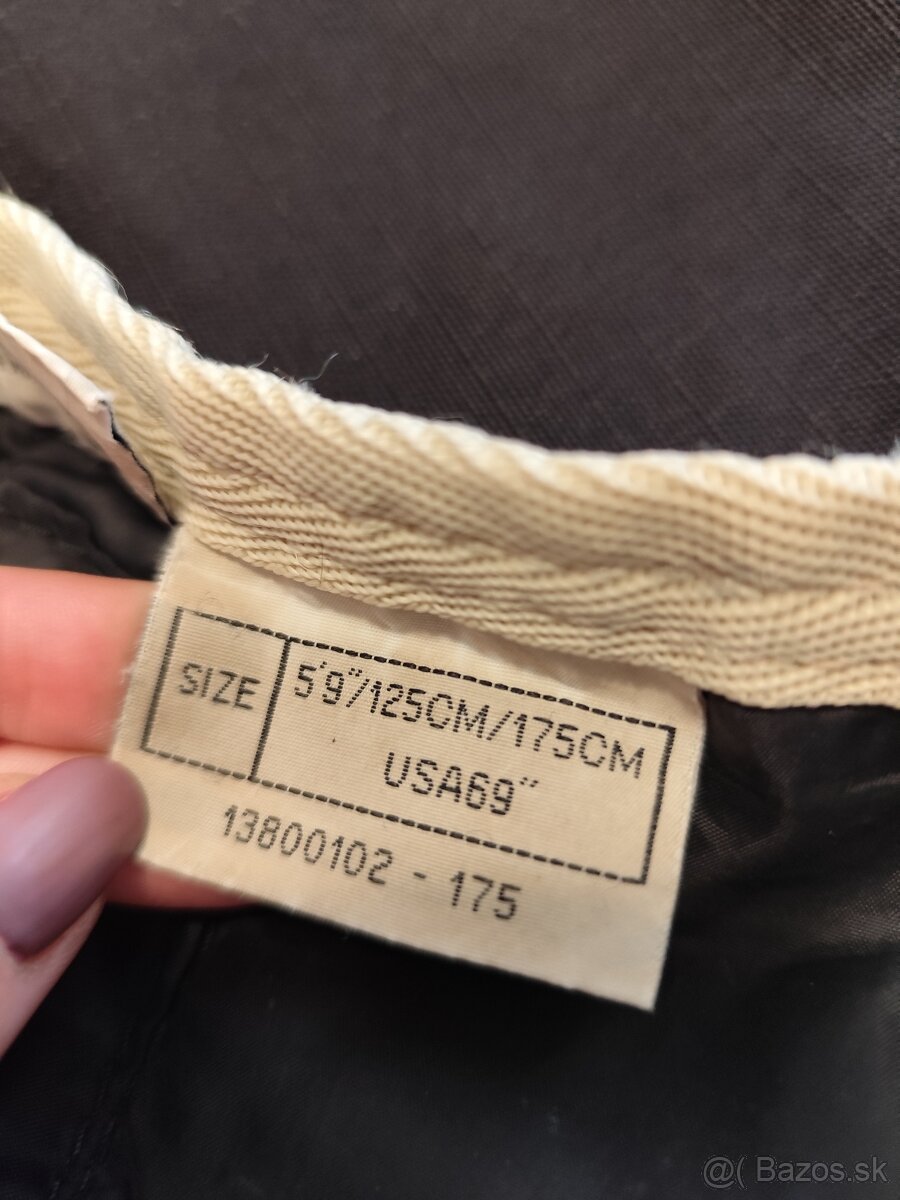 SIZE
5'9"/125CM/175CM
USA69"
13800102 - 175
@( Bazos.sk